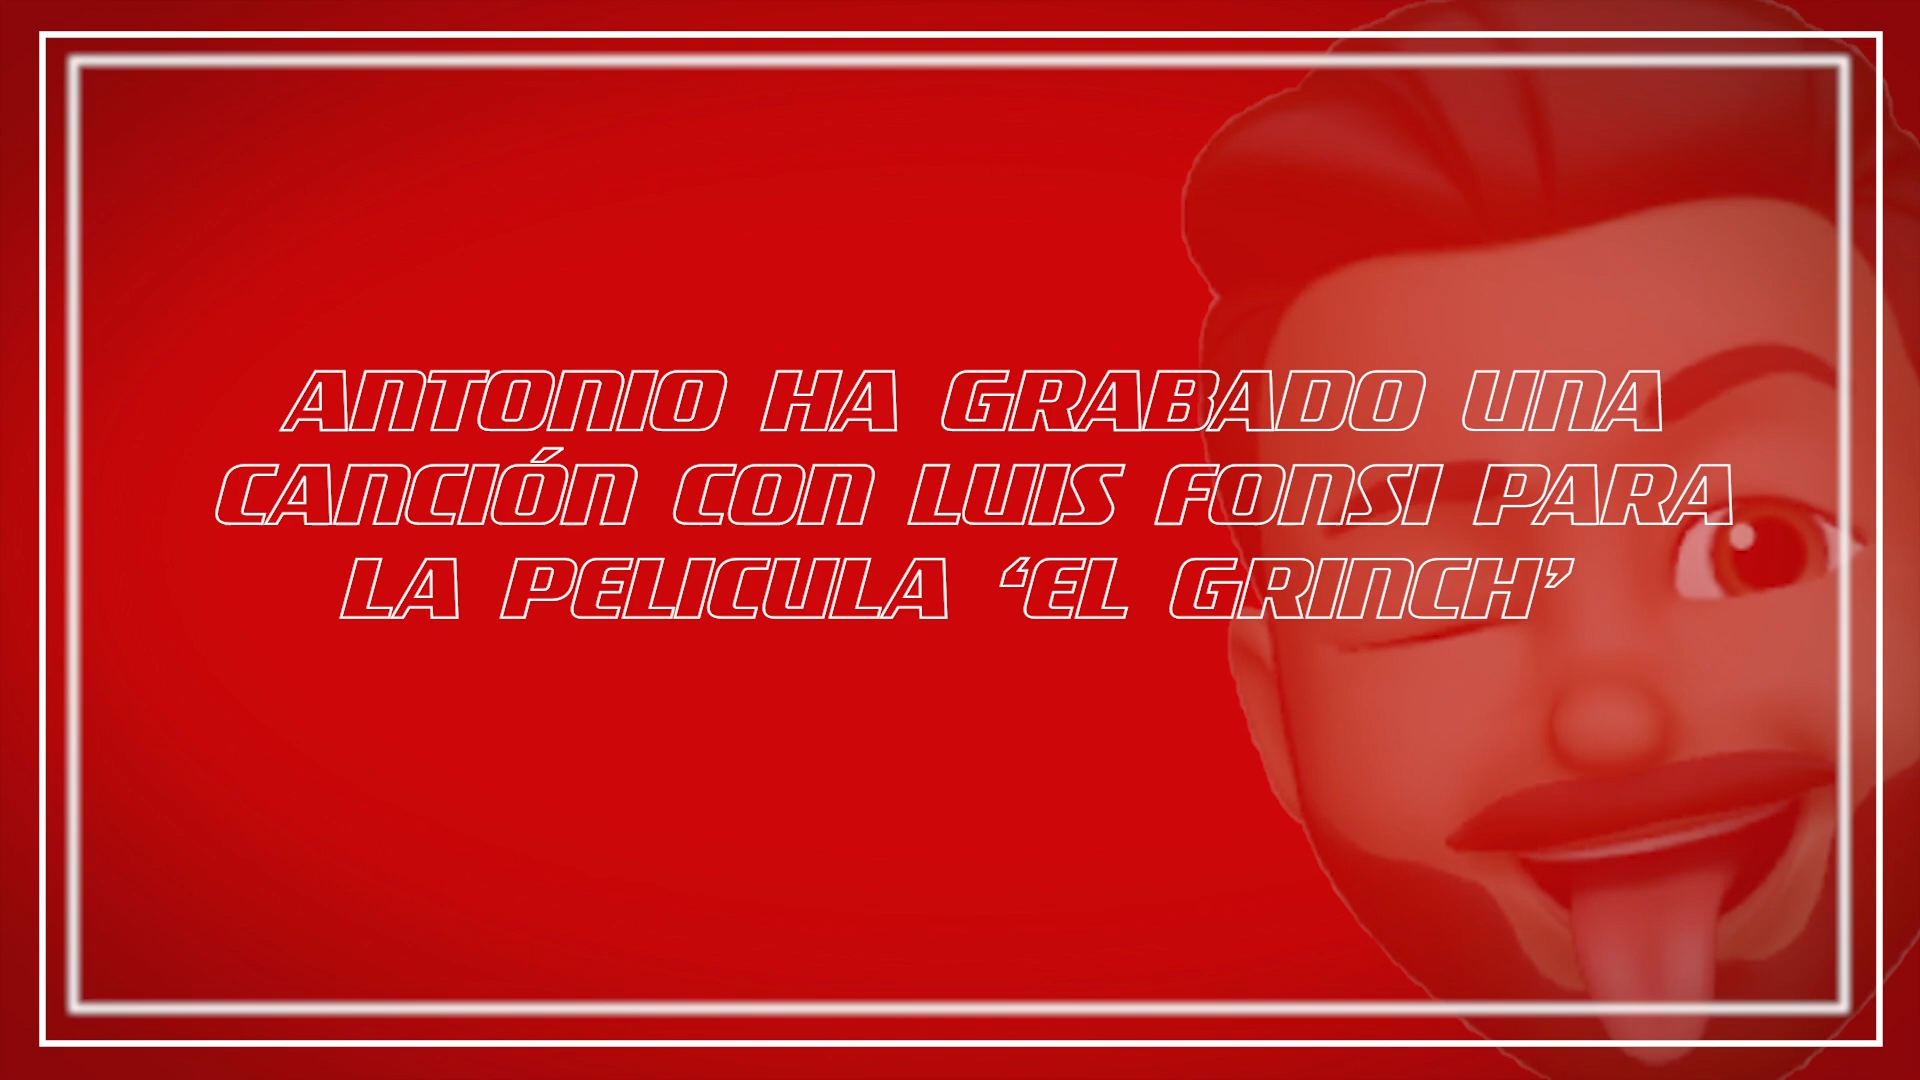 ANTONIO HA GRABADO UNA
CANCIÓN CON LUIS FONSI PARA
LA PELICULA ‘EL GRINCH’